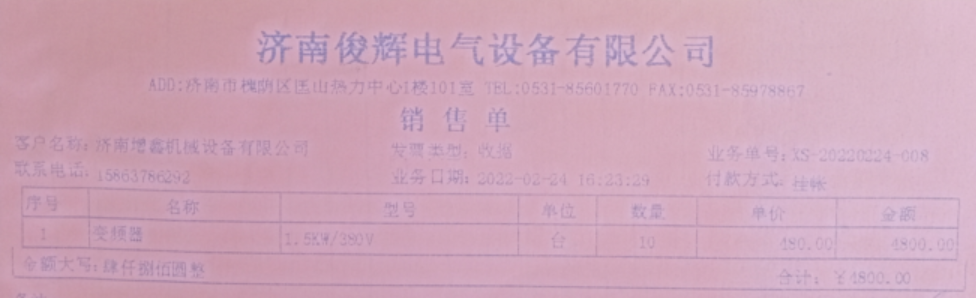 济南俊辉电气设备有限公司
ADD:济南市槐荫区匡山热力中心1楼101室 TEL:0531-85601770 FAX:0531-85978867
销售单
客户名称: 济南增鑫机械设备有限公司 发票类型: 收据 业务单号: XS-20220224-008
联系电话: 15863786292 业务日期: 2022-02-24 16:23:29 付款方式: 挂帐
序号 名称 型号 单位 数量 单价 金额
1 变频器 1.5KW/380V 台 10 480.00 4800.00
金额大写: 肆仟捌佰圆整 合计: ¥4800.00